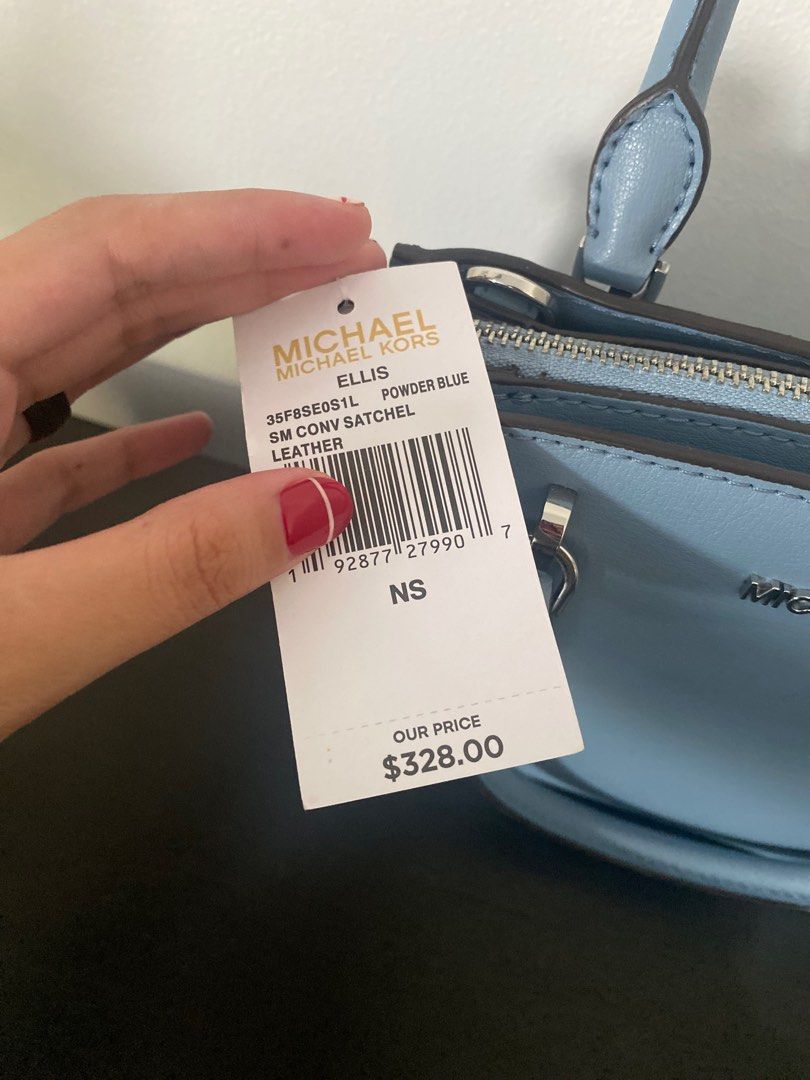 MICHAEL
MICHAEL KORS
ELLIS
35F8SE0S1L POWDER BLUE
SM CONV SATCHEL
LEATHER
1 92877 27990 7
NS
OUR PRICE
$328.00